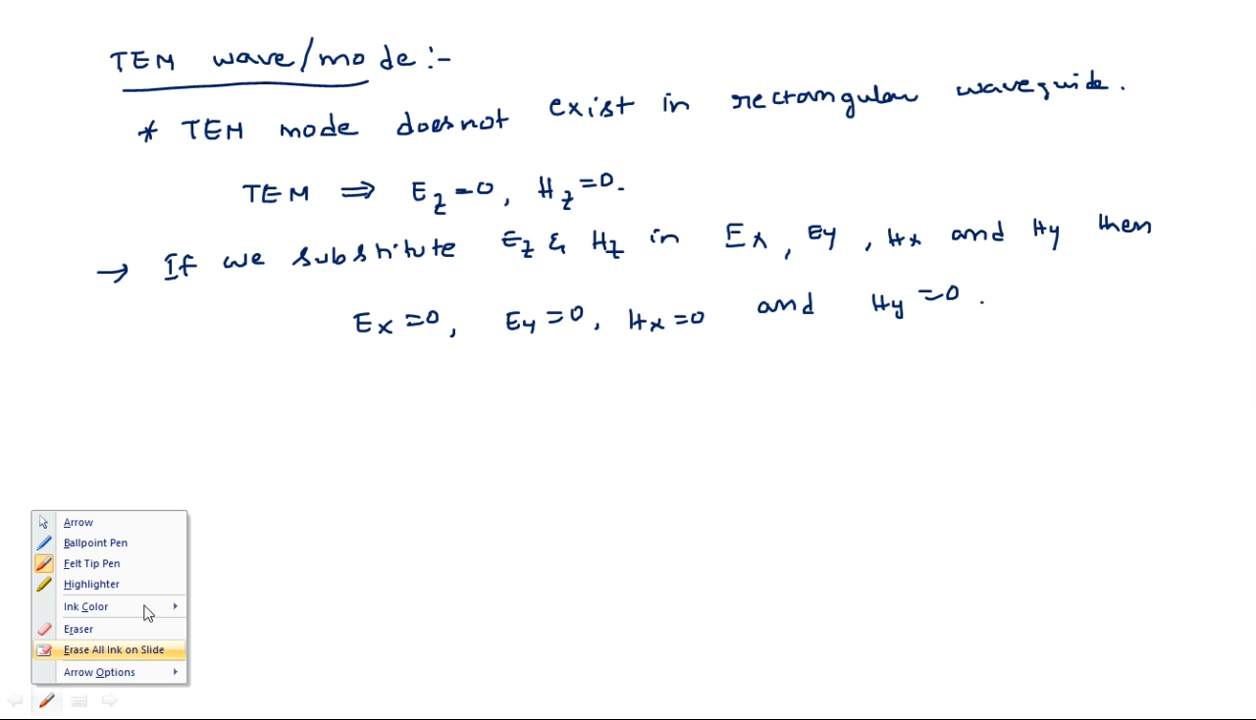 TEM wave/mode :-
* TEM mode doesnot exist in rectangular waveguide.
TEM ⇒ Ez=0, Hz=0.
→ If we substitute Ez & Hz in Ex, Ey, Hx and Hy then
Ex=0, Ey=0, Hx=0 and Hy=0.
Arrow
Ballpoint Pen
Felt Tip Pen
Highlighter
Ink Color
Eraser
Erase All Ink on Slide
Arrow Options